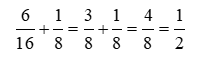 6/16 + 1/8 = 3/8 + 1/8 = 4/8 = 1/2